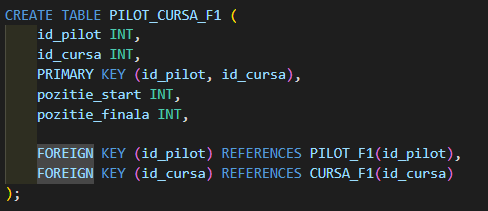 CREATE TABLE PILOT_CURSA_F1 (
id_pilot INT,
id_cursa INT,
PRIMARY KEY (id_pilot, id_cursa),
pozitie_start INT,
pozitie_finala INT,
FOREIGN KEY (id_pilot) REFERENCES PILOT_F1(id_pilot),
FOREIGN KEY (id_cursa) REFERENCES CURSA_F1(id_cursa)
);